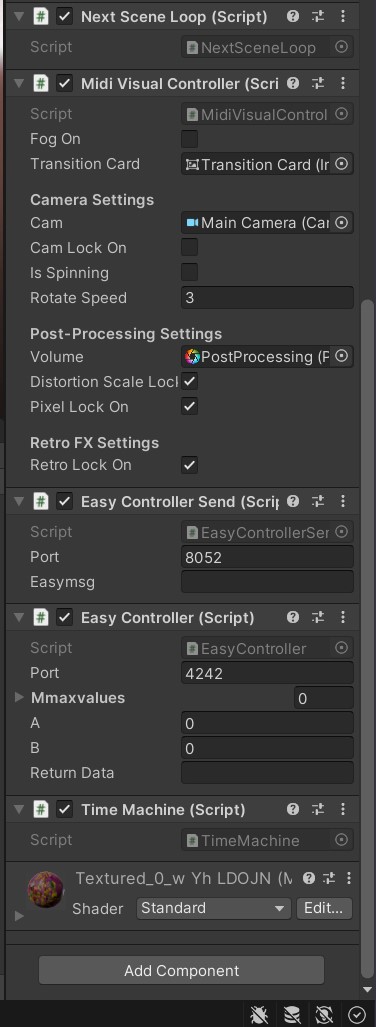 Next Scene Loop (Script)
Script NextSceneLoop
Midi Visual Controller (Scri
Script MidiVisualControl
Fog On
Transition Card Transition Card (Ir
Camera Settings
Cam Main Camera (Car
Cam Lock On
Is Spinning
Rotate Speed 3
Post-Processing Settings
Volume PostProcessing (F
Distortion Scale Locl
Pixel Lock On
Retro FX Settings
Retro Lock On
Easy Controller Send (Scrip
Script EasyControllerSer
Port 8052
Easymsg
Easy Controller (Script)
Script EasyController
Port 4242
Mmaxvalues 0
A 0
B 0
Return Data
Time Machine (Script)
Script TimeMachine
Textured_0_w Yh LDOJN (M
Shader Standard Edit...
Add Component